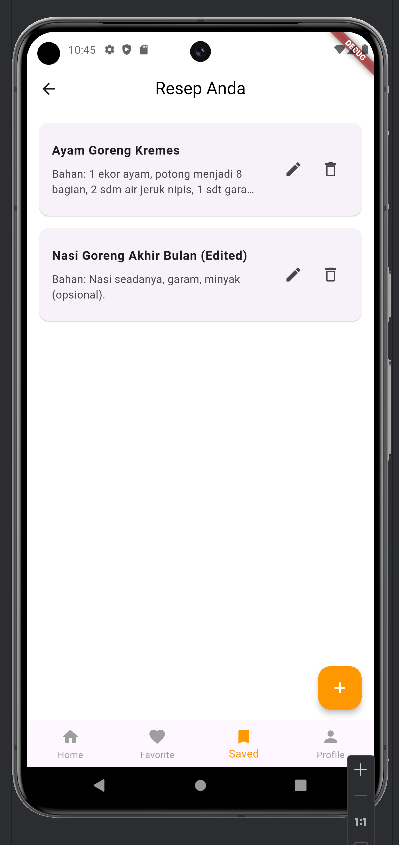 10:45
DEBUG
Resep Anda
Ayam Goreng Kremes
Bahan: 1 ekor ayam, potong menjadi 8
bagian, 2 sdm air jeruk nipis, 1 sdt gara...
Nasi Goreng Akhir Bulan (Edited)
Bahan: Nasi seadanya, garam, minyak
(opsional).
Home
Favorite
Saved
Profile
1:1